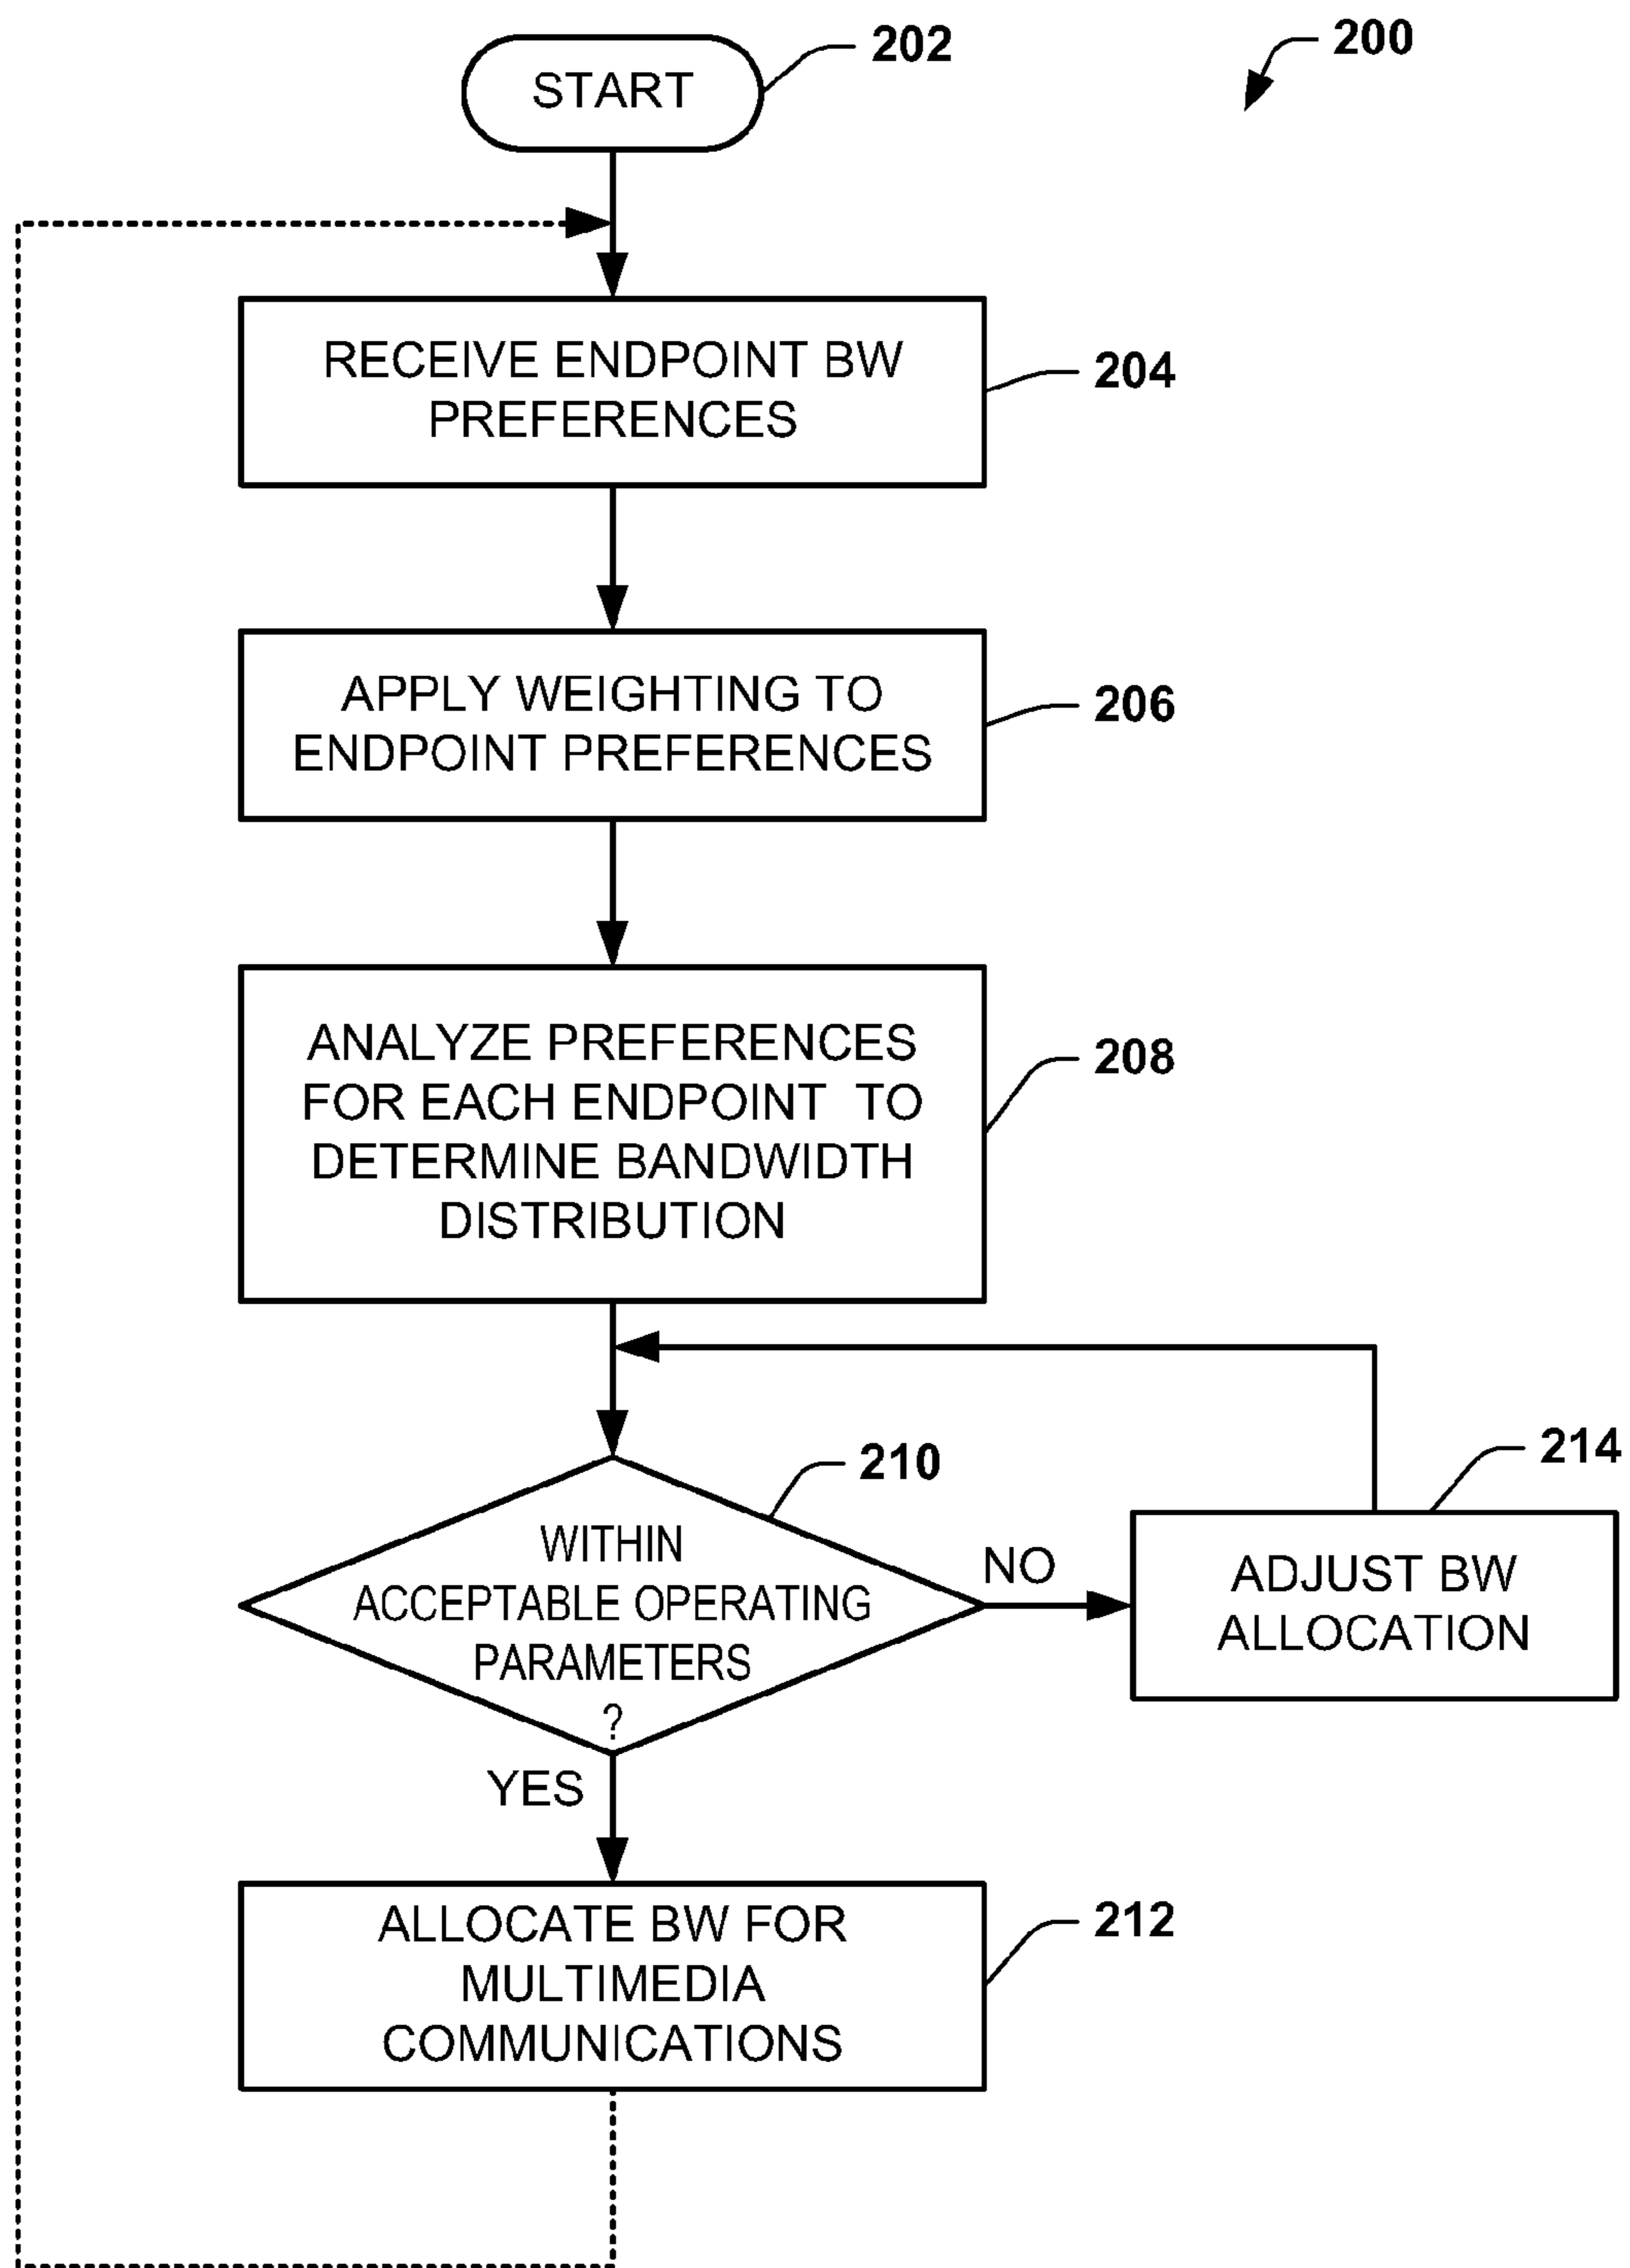 200
START
202
RECEIVE ENDPOINT BW
PREFERENCES
204
APPLY WEIGHTING TO
ENDPOINT PREFERENCES
206
ANALYZE PREFERENCES
FOR EACH ENDPOINT TO
DETERMINE BANDWIDTH
DISTRIBUTION
208
WITHIN
ACCEPTABLE OPERATING
PARAMETERS
?
210
NO
ADJUST BW
ALLOCATION
214
YES
ALLOCATE BW FOR
MULTIMEDIA
COMMUNICATIONS
212